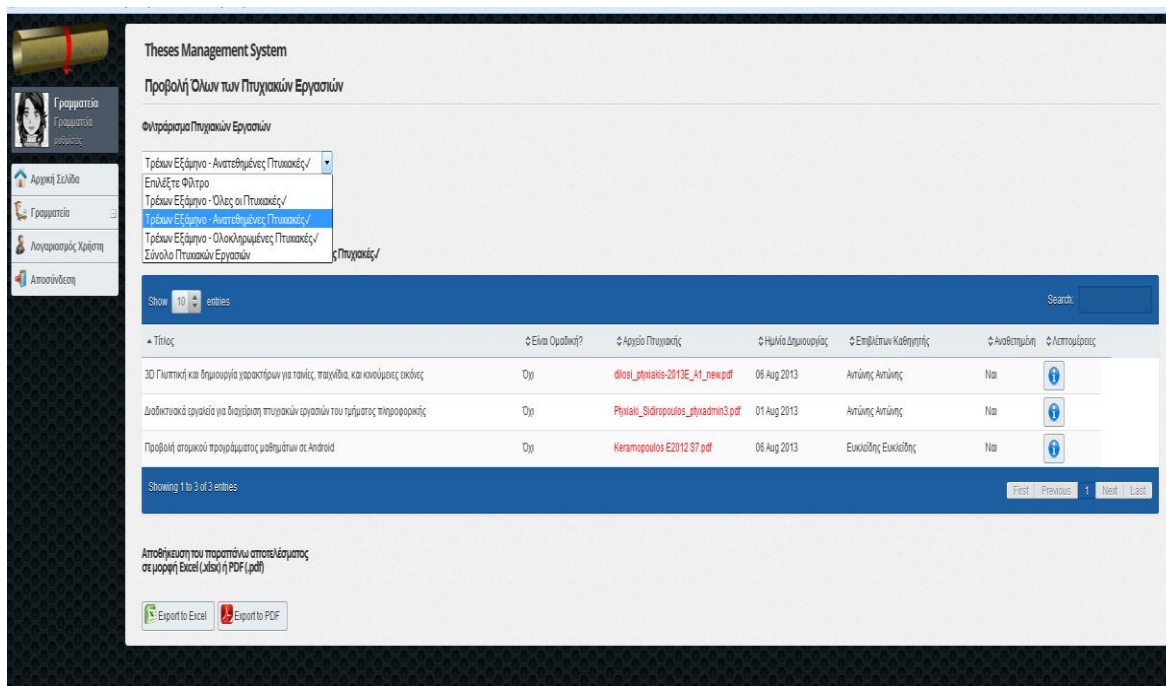 Theses Management System
Προβολή Όλων των Πτυχιακών Εργασιών
Γραμματεία
Γραμματεία
ρυθμίσεις
Αρχική Σελίδα
Γραμματεία
Λογαριασμός Χρήστη
Αποσύνδεση
Φιλτράρισμα Πτυχιακών Εργασιών
Τρέχων Εξάμηνο - Ανατεθημένες Πτυχιακές✓
Επιλέξτε Φίλτρο
Τρέχων Εξάμηνο - Όλες οι Πτυχιακές✓
Τρέχων Εξάμηνο - Ανατεθημένες Πτυχιακές✓
Τρέχων Εξάμηνο - Ολοκληρωμένες Πτυχιακές✓
Σύνολο Πτυχιακών Εργασιών
ς Πτυχιακές✓
Show 10 entries Search:
Τίτλος Είναι Ομαδική? Αρχείο Πτυχιακής Ημ/νία Δημιουργίας Επιβλέπων Καθηγητής Αναθετημένη Λεπτομέρειες
3D Γλυπτική και δημιουργία χαρακτήρων για ταινίες, παιχνίδια, και κινούμενες εικόνες Όχι dilosi_ptyxiakis-2013E_A1_new.pdf 06 Aug 2013 Αντώνης Αντώνης Ναι
Διαδικτυακά εργαλεία για διαχείριση πτυχιακών εργασιών του τμήματος πληροφορικής Όχι Ptyxiaki_Sidiropoulos_ptyxadmin3.pdf 01 Aug 2013 Αντώνης Αντώνης Ναι
Προβολή ατομικού προγράμματος μαθημάτων σε Android Όχι Keramopoulos E2012 S7.pdf 06 Aug 2013 Ευκλείδης Ευκλείδης Ναι
Showing 1 to 3 of 3 entries First Previous 1 Next Last
Αποθήκευση του παραπάνω αποτελέσματος
σε μορφή Excel (.xlsx) ή PDF (.pdf)
Export to Excel Export to PDF